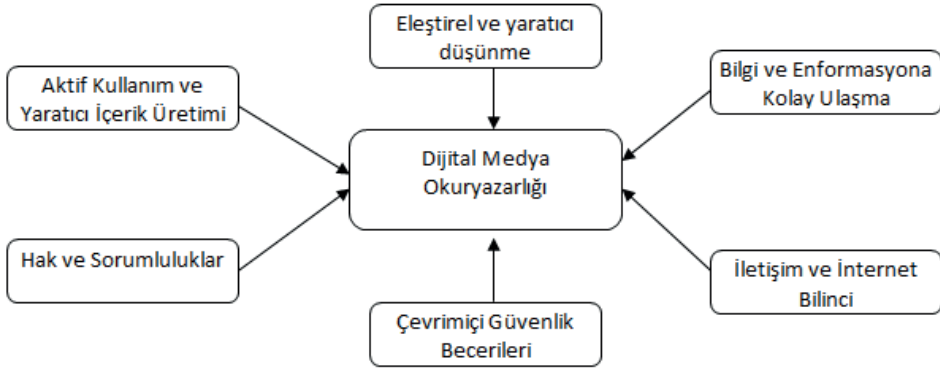 Eleştirel ve yaratıcı
düşünme
Aktif Kullanım ve
Yaratıcı İçerik Üretimi
Bilgi ve Enformasyona
Kolay Ulaşma
Dijital Medya
Okuryazarlığı
Hak ve Sorumluluklar
İletişim ve İnternet
Bilinci
Çevrimiçi Güvenlik
Becerileri